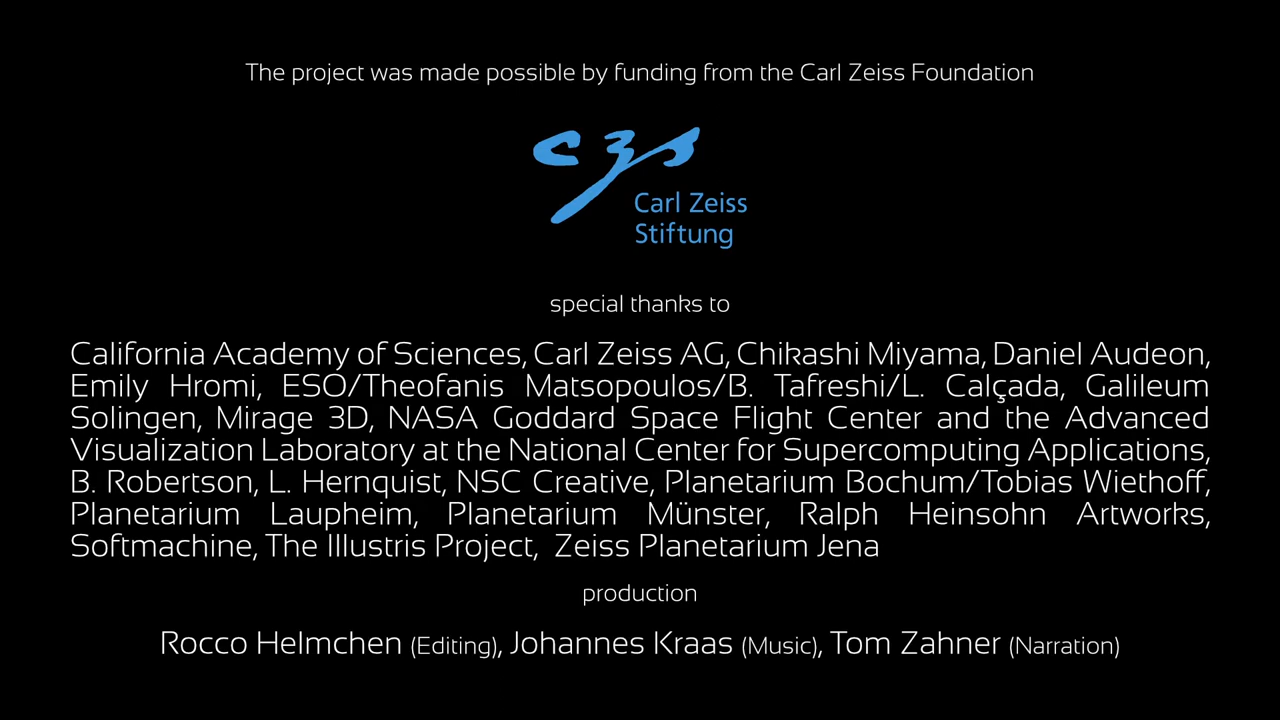 The project was made possible by funding from the Carl Zeiss Foundation
czs
Carl Zeiss
Stiftung
special thanks to
California Academy of Sciences, Carl Zeiss AG, Chikashi Miyama, Daniel Audeon,
Emily Hromi, ESO/Theofanis Matsopoulos/B. Tafreshi/L. Calçada, Galileum
Solingen, Mirage 3D, NASA Goddard Space Flight Center and the Advanced
Visualization Laboratory at the National Center for Supercomputing Applications,
B. Robertson, L. Hernquist, NSC Creative, Planetarium Bochum/Tobias Wiethoff,
Planetarium Laupheim, Planetarium Münster, Ralph Heinsohn Artworks,
Softmachine, The Illustris Project, Zeiss Planetarium Jena
production
Rocco Helmchen (Editing), Johannes Kraas (Music), Tom Zahner (Narration)